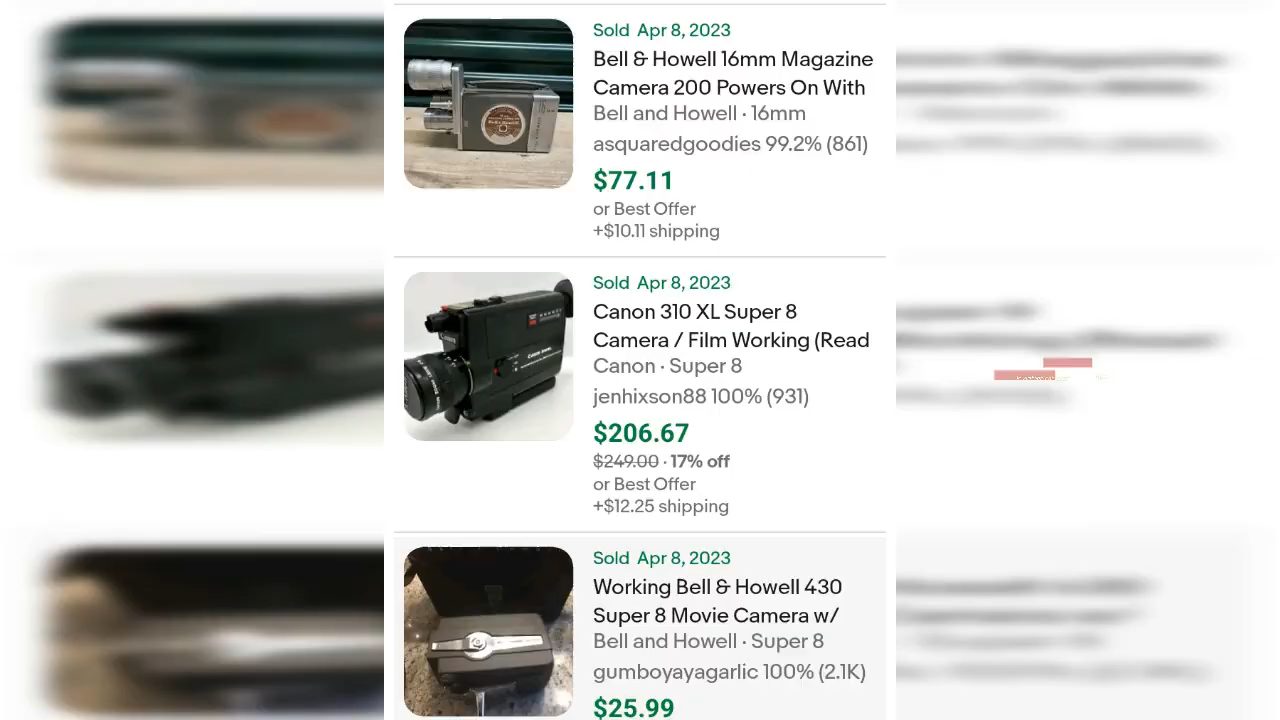 Sold Apr 8, 2023
Bell & Howell 16mm Magazine
Camera 200 Powers On With
Bell and Howell · 16mm
asquaredgoodies 99.2% (861)
$77.11
or Best Offer
+$10.11 shipping
Sold Apr 8, 2023
Canon 310 XL Super 8
Camera / Film Working (Read
Canon · Super 8
jenhixson88 100% (931)
$206.67
$249.00 · 17% off
or Best Offer
+$12.25 shipping
Sold Apr 8, 2023
Working Bell & Howell 430
Super 8 Movie Camera w/
Bell and Howell · Super 8
gumboyayagarlic 100% (2.1K)
$25.99